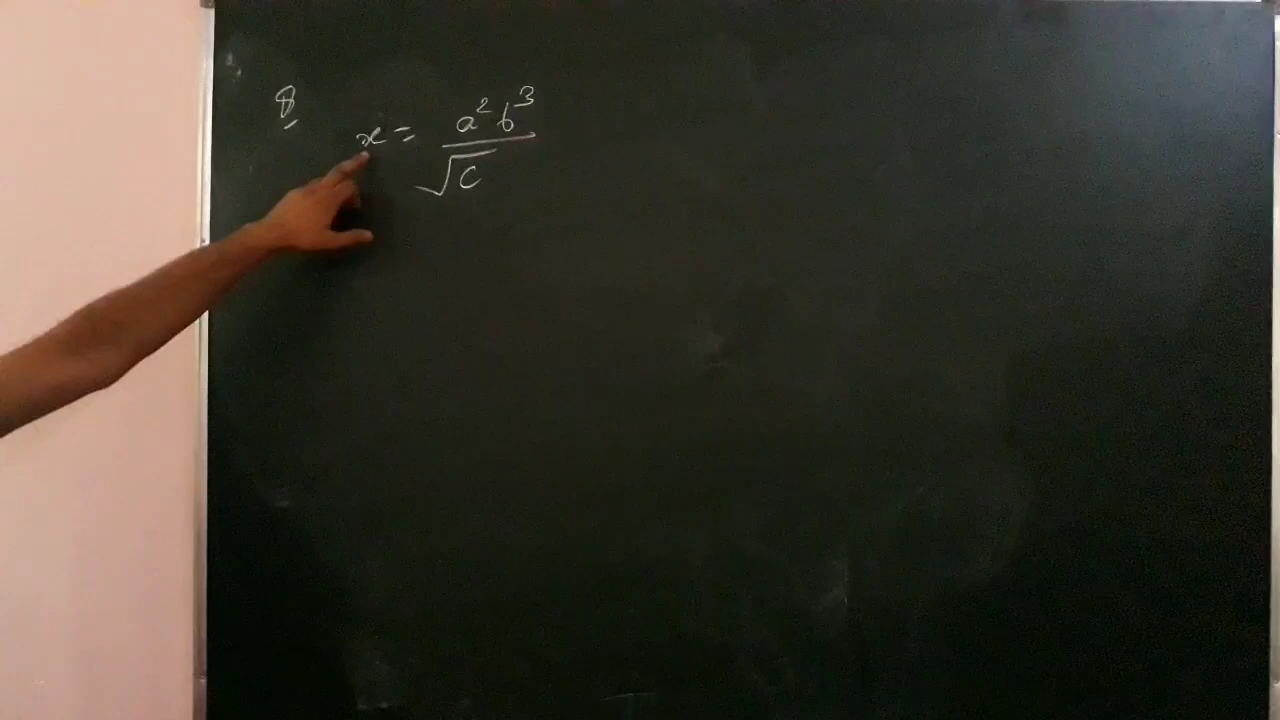 8
x = a²b³ / √c